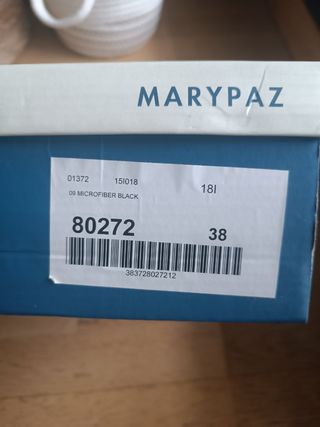 MARYPAZ
01372 15I018
09 MICROFIBER BLACK 18I
80272 38
383728027212